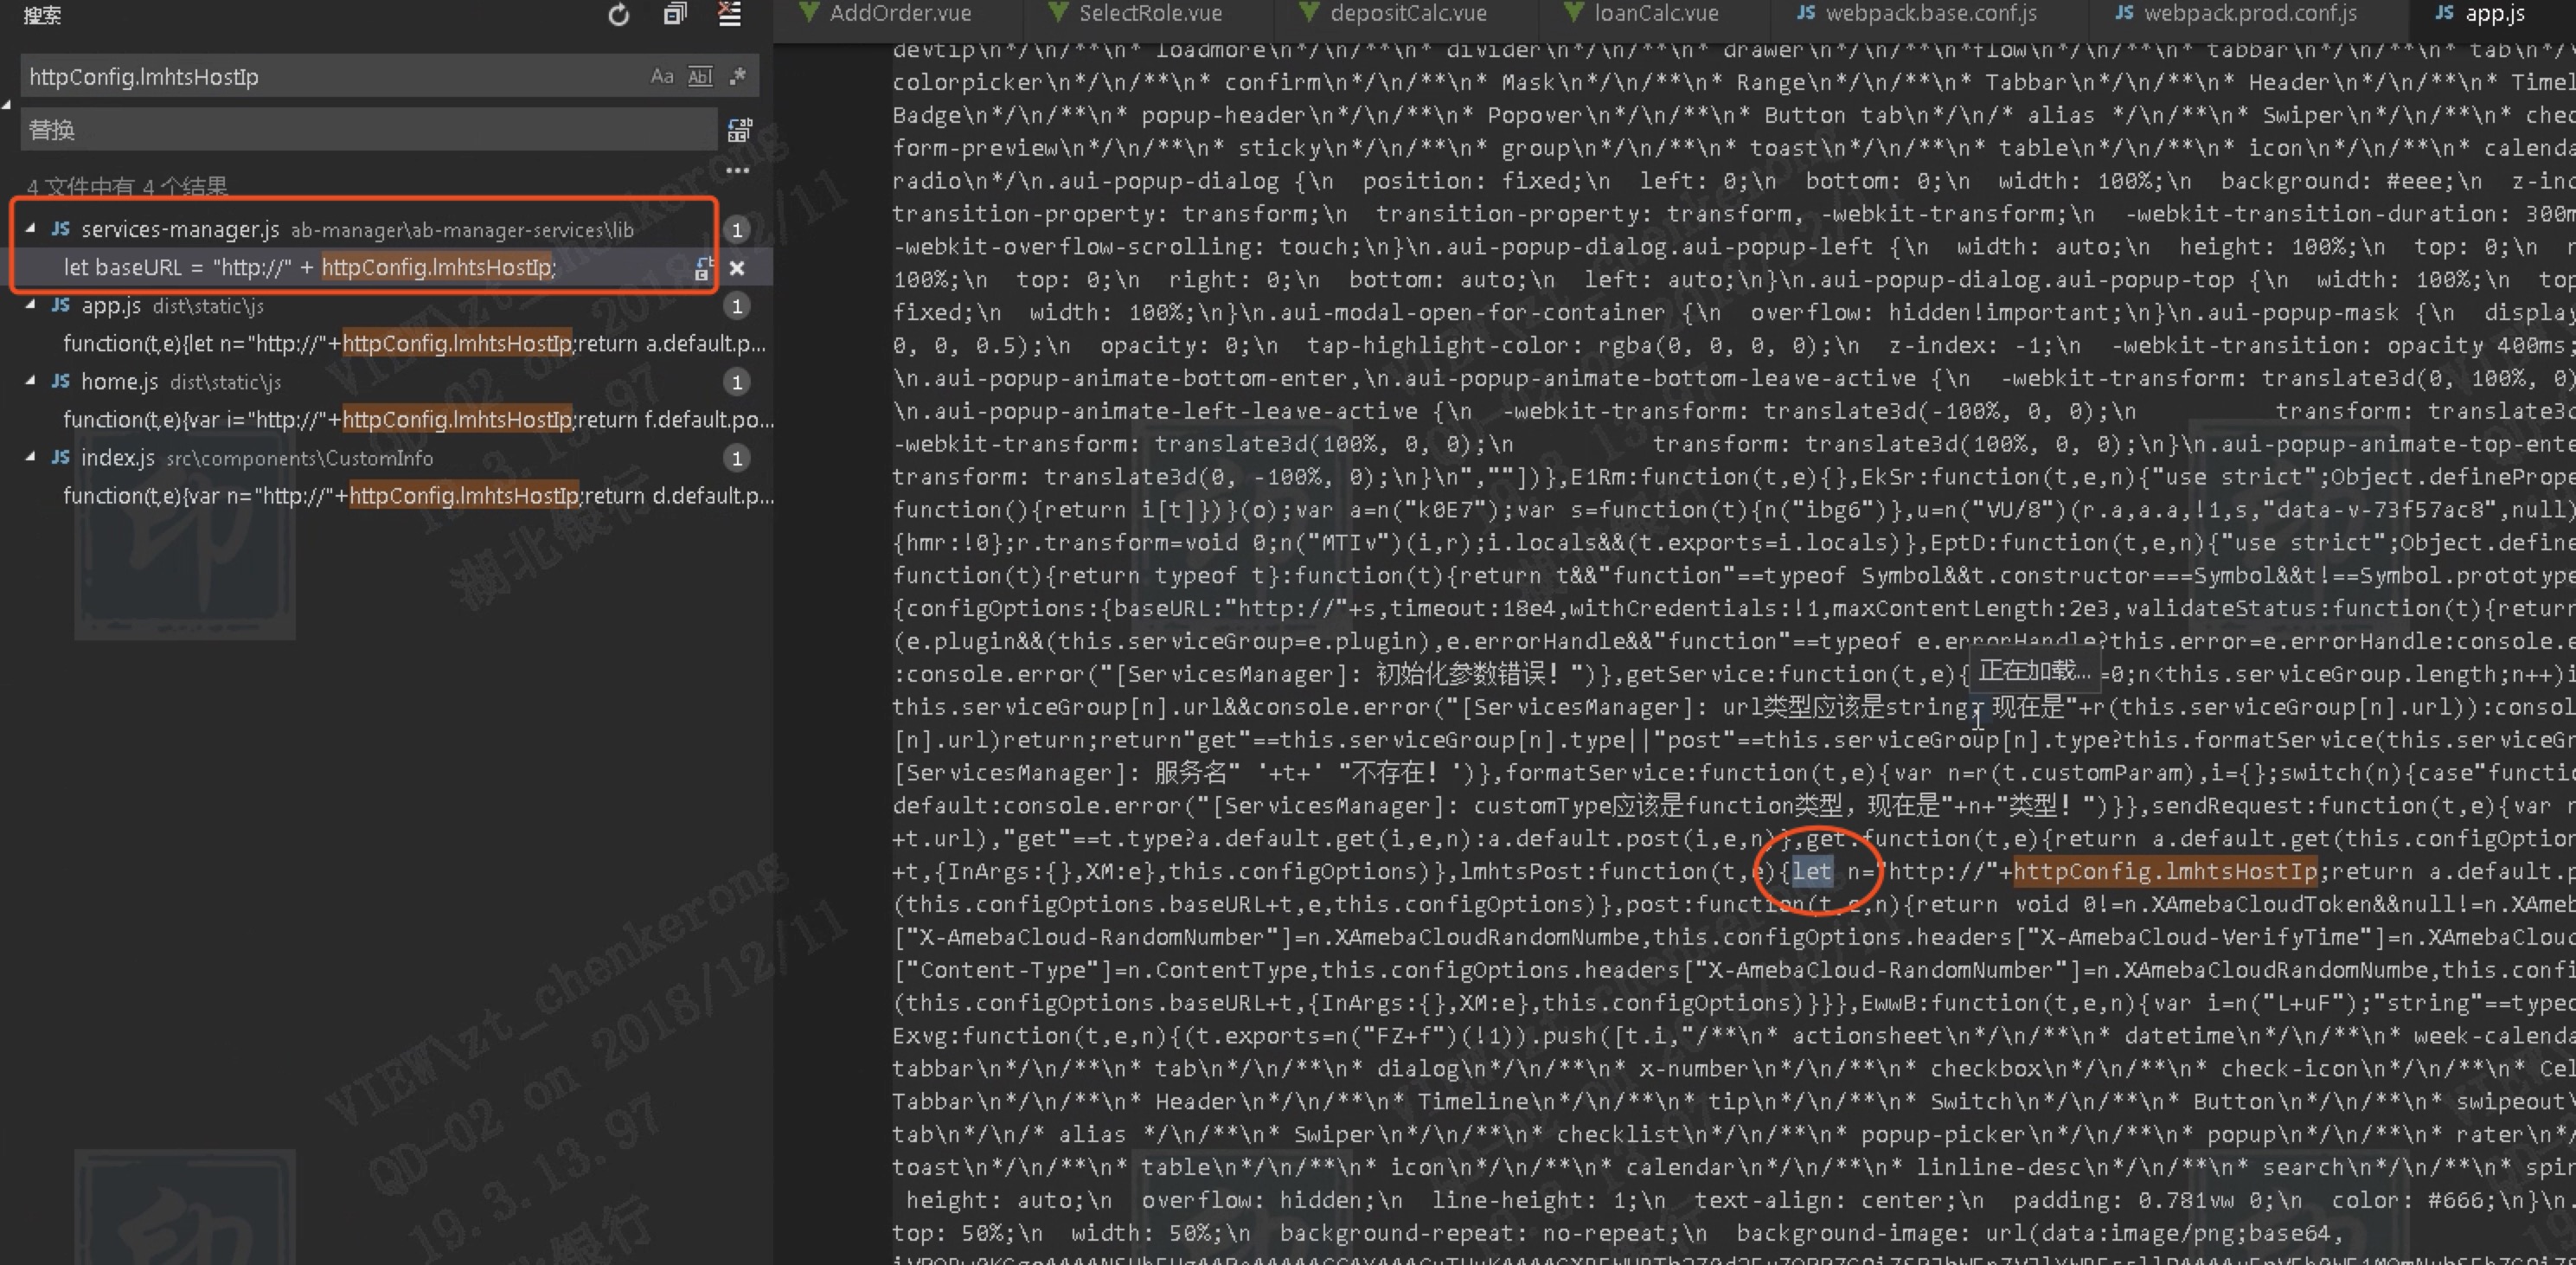 搜索
AddOrder.vue
SelectRole.vue
depositCalc.vue
loanCalc.vue
JS webpack.base.conf.js
JS webpack.prod.conf.js
JS app.js
httpConfig.lmhtsHostIp
Aa Abl .*
替换
4 文件中有 4 个结果
JS services-manager.js ab-manager\ab-manager-services\lib 1
let baseURL = "http://" + httpConfig.lmhtsHostIp;
JS app.js dist\static\js 1
function(t,e){let n="http://"+httpConfig.lmhtsHostIp;return a.default.p...
JS home.js dist\static\js 1
function(t,e){var i="http://"+httpConfig.lmhtsHostIp;return f.default.po...
JS index.js src\components\CustomInfo 1
function(t,e){var n="http://"+httpConfig.lmhtsHostIp;return d.default.p...
devtip\n*/\n/**\n* loadmore\n*/\n/**\n* divider\n*/\n/**\n* drawer\n*/\n/**\n*flow\n*/\n/**\n* tabbar\n*/\n/**\n* tab\n*/\
colorpicker\n*/\n/**\n* confirm\n*/\n/**\n* Mask\n*/\n/**\n* Range\n*/\n/**\n* Tabbar\n*/\n/**\n* Header\n*/\n/**\n* Timel
Badge\n*/\n/**\n* popup-header\n*/\n/**\n* Popover\n*/\n/**\n* Button tab\n*/\n/* alias */\n/**\n* Swiper\n*/\n/**\n* chec
form-preview\n*/\n/**\n* sticky\n*/\n/**\n* group\n*/\n/**\n* toast\n*/\n/**\n* table\n*/\n/**\n* icon\n*/\n/**\n* calenda
radio\n*/\n.aui-popup-dialog {\n  position: fixed;\n  left: 0;\n  bottom: 0;\n  width: 100%;\n  background: #eee;\n  z-inc
transition-property: transform;\n  transition-property: transform, -webkit-transform;\n  -webkit-transition-duration: 300m
-webkit-overflow-scrolling: touch;\n}\n.aui-popup-dialog.aui-popup-left {\n  width: auto;\n  height: 100%;\n  top: 0;\n  r
100%;\n  top: 0;\n  right: 0;\n  bottom: auto;\n  left: auto;\n}\n.aui-popup-dialog.aui-popup-top {\n  width: 100%;\n  top
fixed;\n  width: 100%;\n}\n.aui-modal-open-for-container {\n  overflow: hidden!important;\n}\n.aui-popup-mask {\n  display
0, 0, 0.5);\n  opacity: 0;\n  tap-highlight-color: rgba(0, 0, 0, 0);\n  z-index: -1;\n  -webkit-transition: opacity 400ms;
\n.aui-popup-animate-bottom-enter,\n.aui-popup-animate-bottom-leave-active {\n  -webkit-transform: translate3d(0, 100%, 0)
\n.aui-popup-animate-left-leave-active {\n  -webkit-transform: translate3d(-100%, 0, 0);\n          transform: translate3d
-webkit-transform: translate3d(100%, 0, 0);\n          transform: translate3d(100%, 0, 0);\n}\n.aui-popup-animate-top-ente
transform: translate3d(0, -100%, 0);\n}\n",""])},E1Rm:function(t,e){},EkSr:function(t,e,n){"use strict";Object.definePrope
function(){return i[t]})}(o);var a=n("k0E7");var s=function(t){n("ibg6")},u=n("VU/8")(r.a,a.a,!1,s,"data-v-73f57ac8",null)
{hmr:!0};r.transform=void 0;n("MTIv")(i,r);i.locals&&(t.exports=i.locals)},EptD:function(t,e,n){"use strict";Object.define
function(t){return typeof t}:function(t){return t&&"function"==typeof Symbol&&t.constructor===Symbol&&t!==Symbol.prototype
{configOptions:{baseURL:"http://"+s,timeout:18e4,withCredentials:!1,maxContentLength:2e3,validateStatus:function(t){return
(e.plugin&&(this.serviceGroup=e.plugin),e.errorHandle&&"function"==typeof e.errorHandle?this.error=e.errorHandle:console.e
:console.error("[ServicesManager]: 初始化参数错误! ")},getService:function(t,e){ 正在加载... =0;n<this.serviceGroup.length;n++)i
this.serviceGroup[n].url&&console.error("[ServicesManager]: url类型应该是string, 现在是"+r(this.serviceGroup[n].url)):consol
[n].url)return;return"get"==this.serviceGroup[n].type||"post"==this.serviceGroup[n].type?this.formatService(this.serviceGr
[ServicesManager]: 服务名" '+t+' "不存在! ')},formatService:function(t,e){var n=r(t.customParam),i={};switch(n){case"functio
default:console.error("[ServicesManager]: customType应该是function类型, 现在是"+n+"类型! ")}},sendRequest:function(t,e){var n
+t.url),"get"==t.type?a.default.get(i,e,n):a.default.post(i,e,n)},get:function(t,e){return a.default.get(this.configOption
+t,{InArgs:{},XM:e},this.configOptions)},lmhtsPost:function(t,e){let n="http://"+httpConfig.lmhtsHostIp;return a.default.p
(this.configOptions.baseURL+t,e,this.configOptions)},post:function(t,e,n){return void 0!=n.XAmebaCloudToken&&null!=n.XAmeb
["X-AmebaCloud-RandomNumber"]=n.XAmebaCloudRandomNumbe,this.configOptions.headers["X-AmebaCloud-VerifyTime"]=n.XAmebaClouc
["Content-Type"]=n.ContentType,this.configOptions.headers["X-AmebaCloud-RandomNumber"]=n.XAmebaCloudRandomNumbe,this.confi
(this.configOptions.baseURL+t,{InArgs:{},XM:e},this.configOptions)}}},EwwB:function(t,e,n){var i=n("L+uF");"string"==typec
Exvg:function(t,e,n){(t.exports=n("FZ+f")(!1)).push([t.i,"/**\n* actionsheet\n*/\n/**\n* datetime\n*/\n/**\n* week-calenda
tabbar\n*/\n/**\n* tab\n*/\n/**\n* dialog\n*/\n/**\n* x-number\n*/\n/**\n* checkbox\n*/\n/**\n* check-icon\n*/\n/**\n* Cel
Tabbar\n*/\n/**\n* Header\n*/\n/**\n* Timeline\n*/\n/**\n* tip\n*/\n/**\n* Switch\n*/\n/**\n* Button\n*/\n/**\n* swipeout\
tab\n*/\n/* alias */\n/**\n* Swiper\n*/\n/**\n* checklist\n*/\n/**\n* popup-picker\n*/\n/**\n* popup\n*/\n/**\n* rater\n*/
toast\n*/\n/**\n* table\n*/\n/**\n* icon\n*/\n/**\n* calendar\n*/\n/**\n* linline-desc\n*/\n/**\n* search\n*/\n/**\n* spin
height: auto;\n  overflow: hidden;\n  line-height: 1;\n  text-align: center;\n  padding: 0.781vw 0;\n  color: #666;\n}\n.
top: 50%;\n  width: 50%;\n  background-repeat: no-repeat;\n  background-image: url(data:image/png;base64,
VIEW\zt_chenkerong
QD-02 on 2018/12/11
19.3.13.97
湖北银行